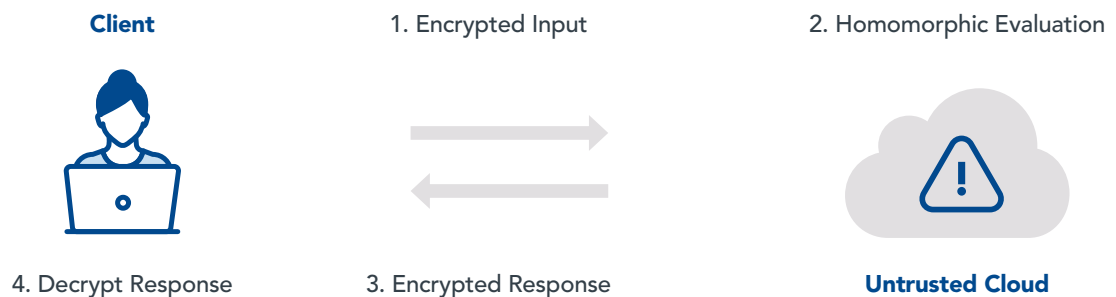 Client
1. Encrypted Input
2. Homomorphic Evaluation
!
4. Decrypt Response
3. Encrypted Response
Untrusted Cloud